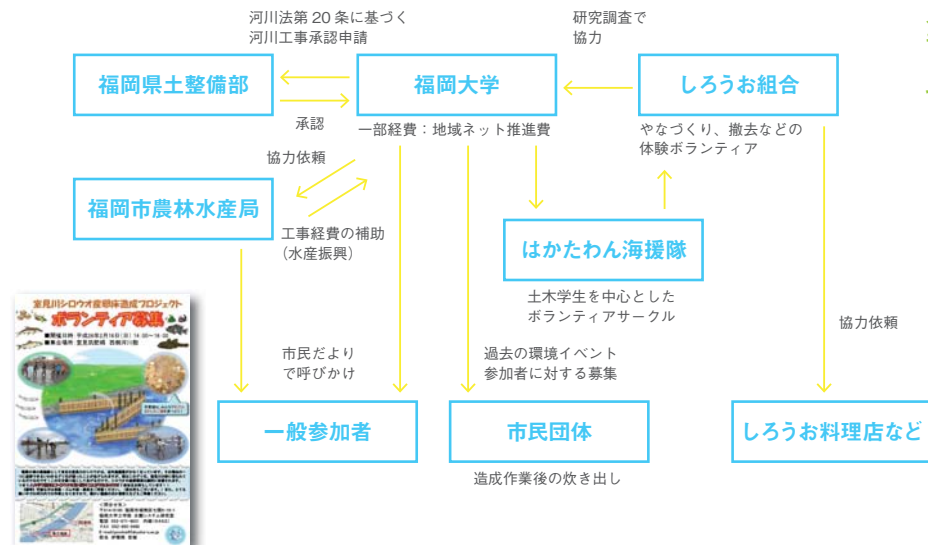 河川法第 20 条に基づく
河川工事承認申請
研究調査で
協力
福岡県土整備部
福岡大学
しろうお組合
承認
一部経費：地域ネット推進費
やなづくり、撤去などの
体験ボランティア
協力依頼
福岡市農林水産局
工事経費の補助
（水産振興）
はかたわん海援隊
土木学生を中心とした
ボランティアサークル
室見川シロウオ産卵床造成プロジェクト
ボランティア募集
協力依頼
市民だより
で呼びかけ
過去の環境イベント
参加者に対する募集
一般参加者
市民団体
しろうお料理店など
造成作業後の炊き出し